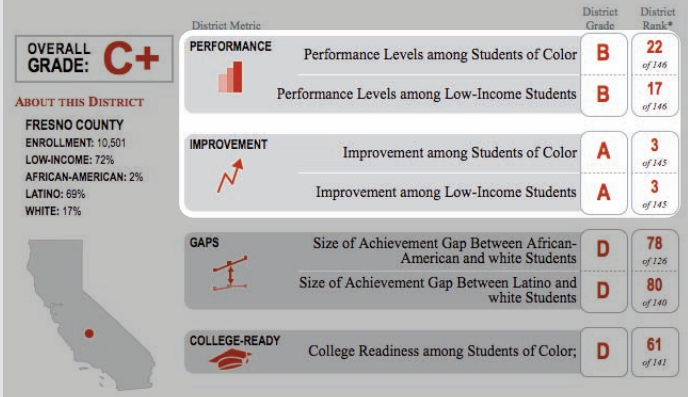 District Metric
District
Grade
District
Rank*
OVERALL
GRADE: C+
ABOUT THIS DISTRICT
FRESNO COUNTY
ENROLLMENT: 10,501
LOW-INCOME: 72%
AFRICAN-AMERICAN: 2%
LATINO: 69%
WHITE: 17%
PERFORMANCE
Performance Levels among Students of Color
B
22
of 146
Performance Levels among Low-Income Students
B
17
of 146
IMPROVEMENT
Improvement among Students of Color
A
3
of 145
Improvement among Low-Income Students
A
3
of 145
GAPS
Size of Achievement Gap Between African-
American and white Students
D
78
of 126
Size of Achievement Gap Between Latino and
white Students
D
80
of 140
COLLEGE-READY
College Readiness among Students of Color;
D
61
of 141